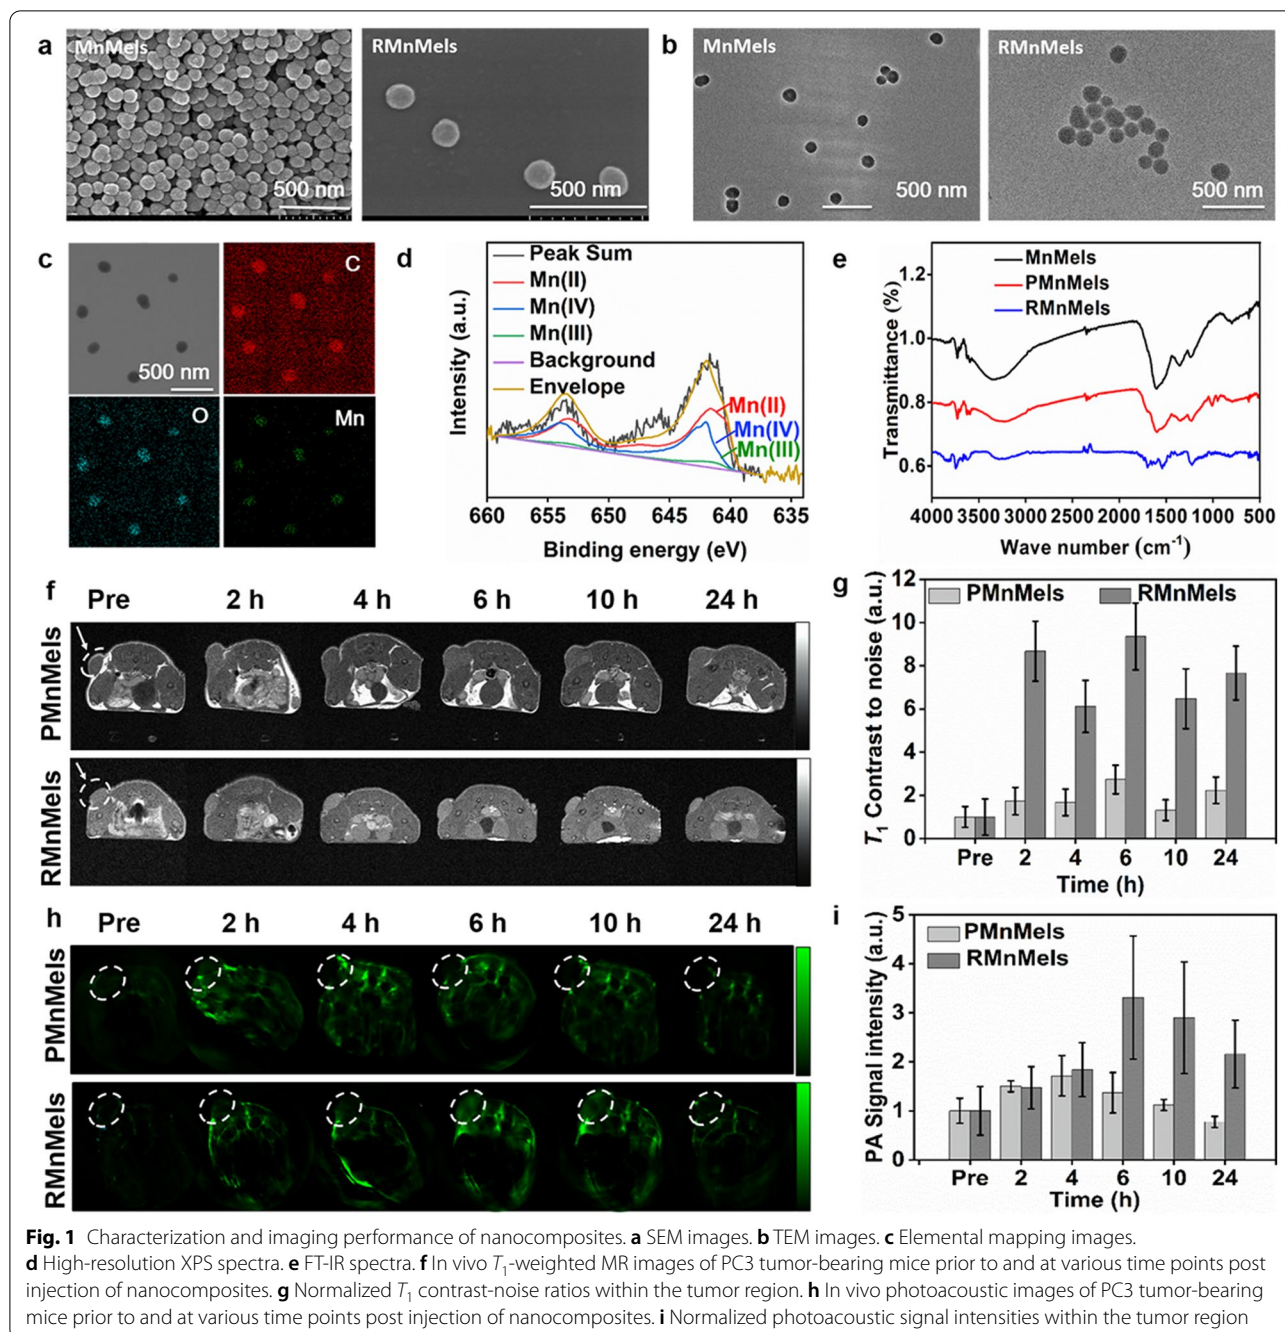 a
MnMels
500 nm
RMnMels
500 nm
b
MnMels
500 nm
RMnMels
500 nm
c
500 nm
C
O
Mn
d
Intensity (a.u.)
Peak Sum
Mn(II)
Mn(IV)
Mn(III)
Background
Envelope
Mn(II)
Mn(IV)
Mn(III)
660 655 650 645 640 635
Binding energy (eV)
e
Transmittance (%)
MnMels
PMnMels
RMnMels
1.2
1.0
0.8
0.6
4000 3500 3000 2500 2000 1500 1000 500
Wave number (cm⁻¹)
f
Pre 2 h 4 h 6 h 10 h 24 h
PMnMels
RMnMels
g
T₁ Contrast to noise (a.u.)
PMnMels RMnMels
12
10
8
6
4
2
0
Pre 2 4 6 10 24
Time (h)
h
Pre 2 h 4 h 6 h 10 h 24 h
PMnMels
RMnMels
i
PA Signal intensity (a.u.)
PMnMels
RMnMels
5
4
3
2
1
0
Pre 2 4 6 10 24
Time (h)
Fig. 1 Characterization and imaging performance of nanocomposites. a SEM images. b TEM images. c Elemental mapping images.
d High-resolution XPS spectra. e FT-IR spectra. f In vivo T₁-weighted MR images of PC3 tumor-bearing mice prior to and at various time points post
injection of nanocomposites. g Normalized T₁ contrast-noise ratios within the tumor region. h In vivo photoacoustic images of PC3 tumor-bearing
mice prior to and at various time points post injection of nanocomposites. i Normalized photoacoustic signal intensities within the tumor region